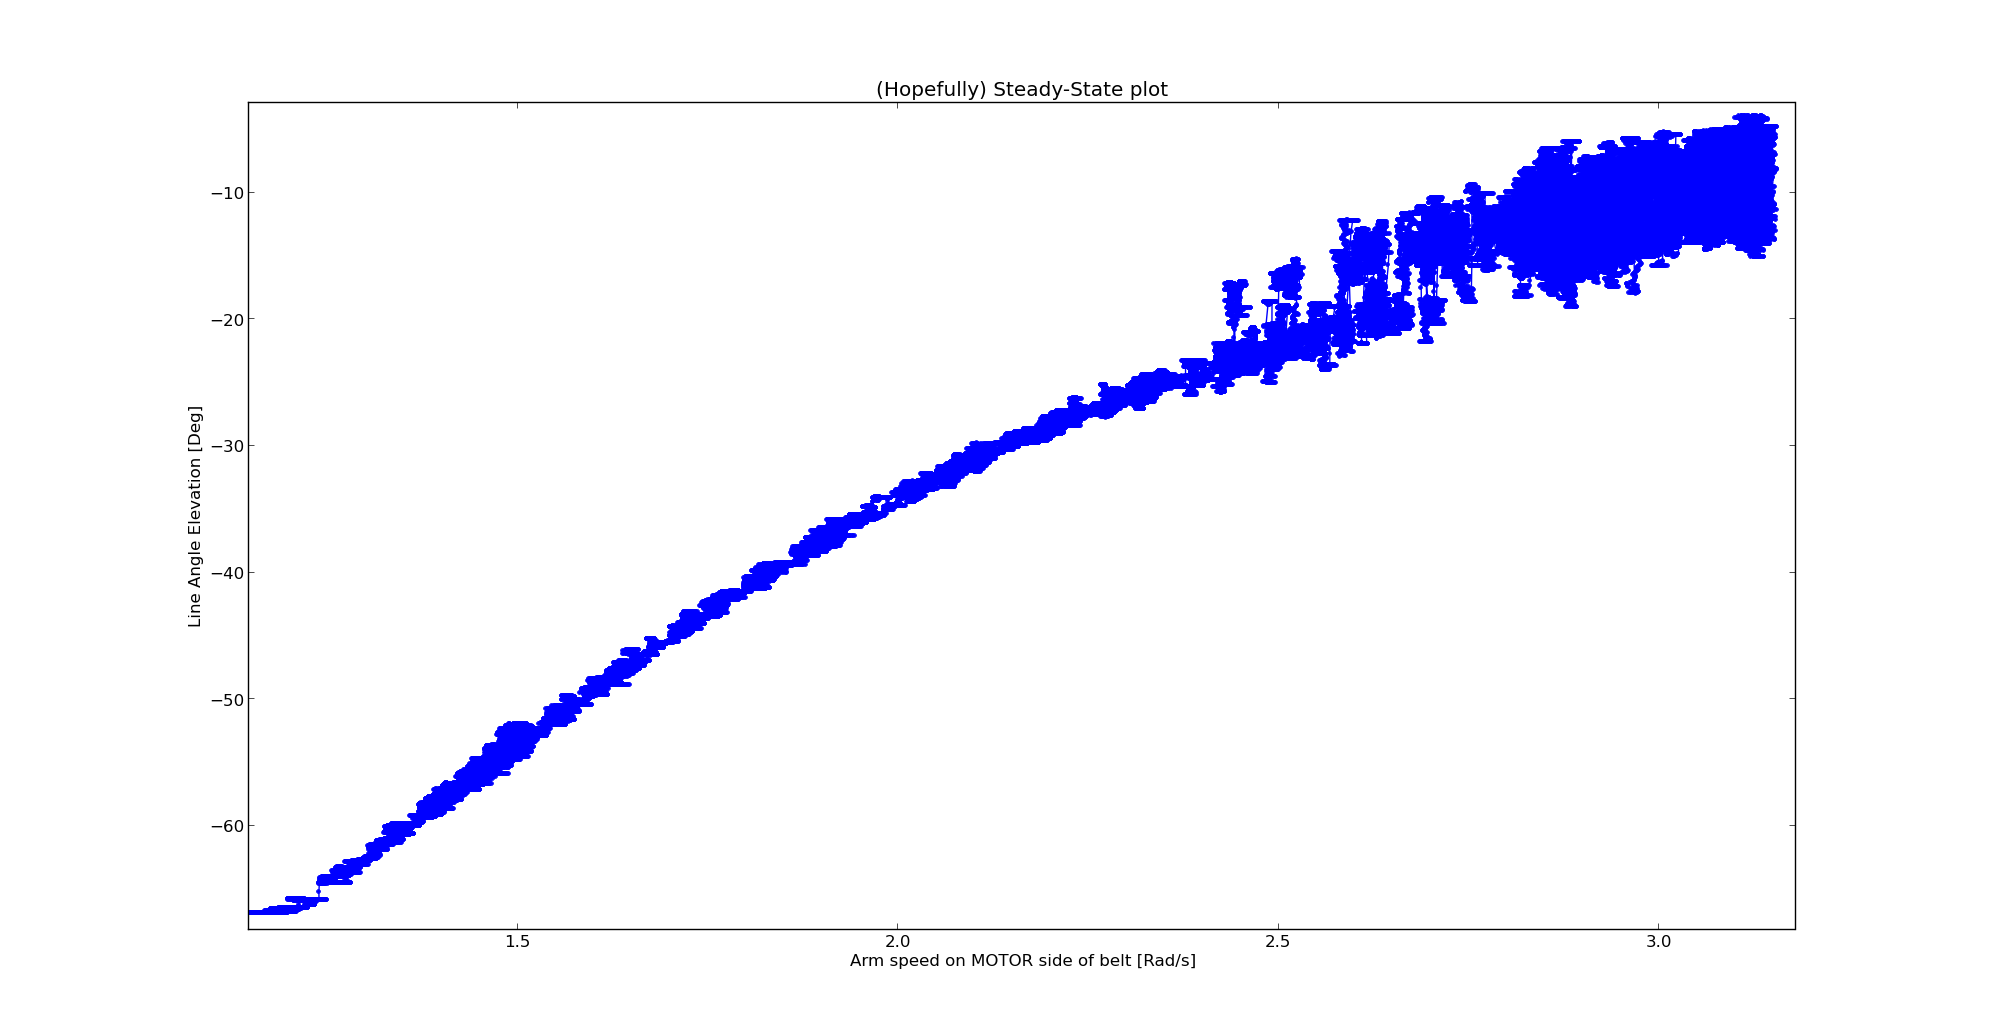 (Hopefully) Steady-State plot
Line Angle Elevation [Deg]
−10
−20
−30
−40
−50
−60
1.5 2.0 2.5 3.0
Arm speed on MOTOR side of belt [Rad/s]